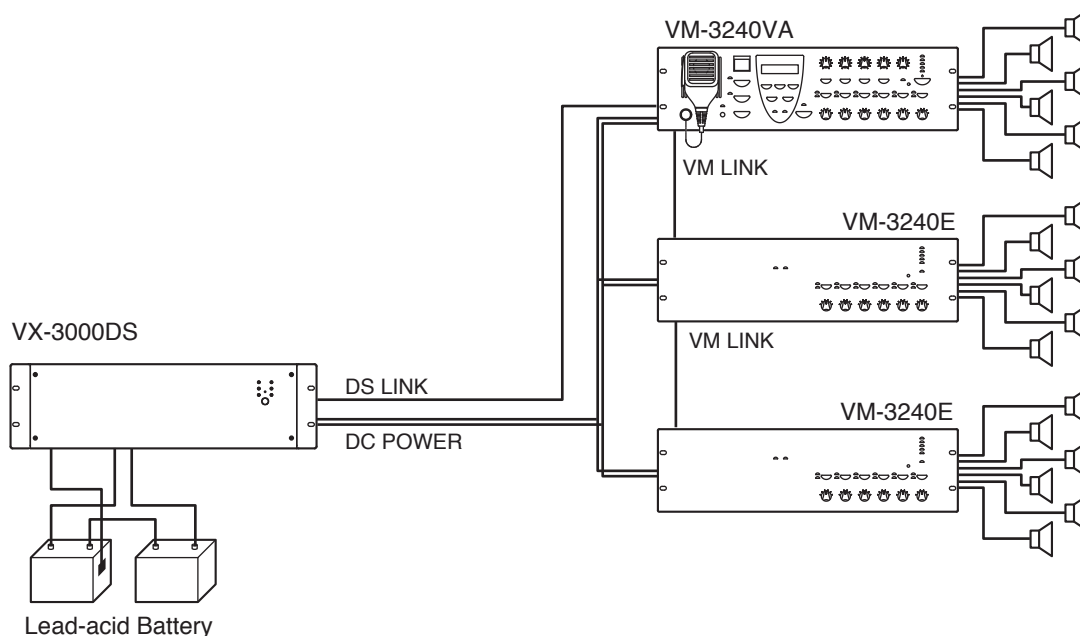 VM-3240VA
VM LINK
VM-3240E
VX-3000DS
VM LINK
DS LINK
VM-3240E
DC POWER
Lead-acid Battery